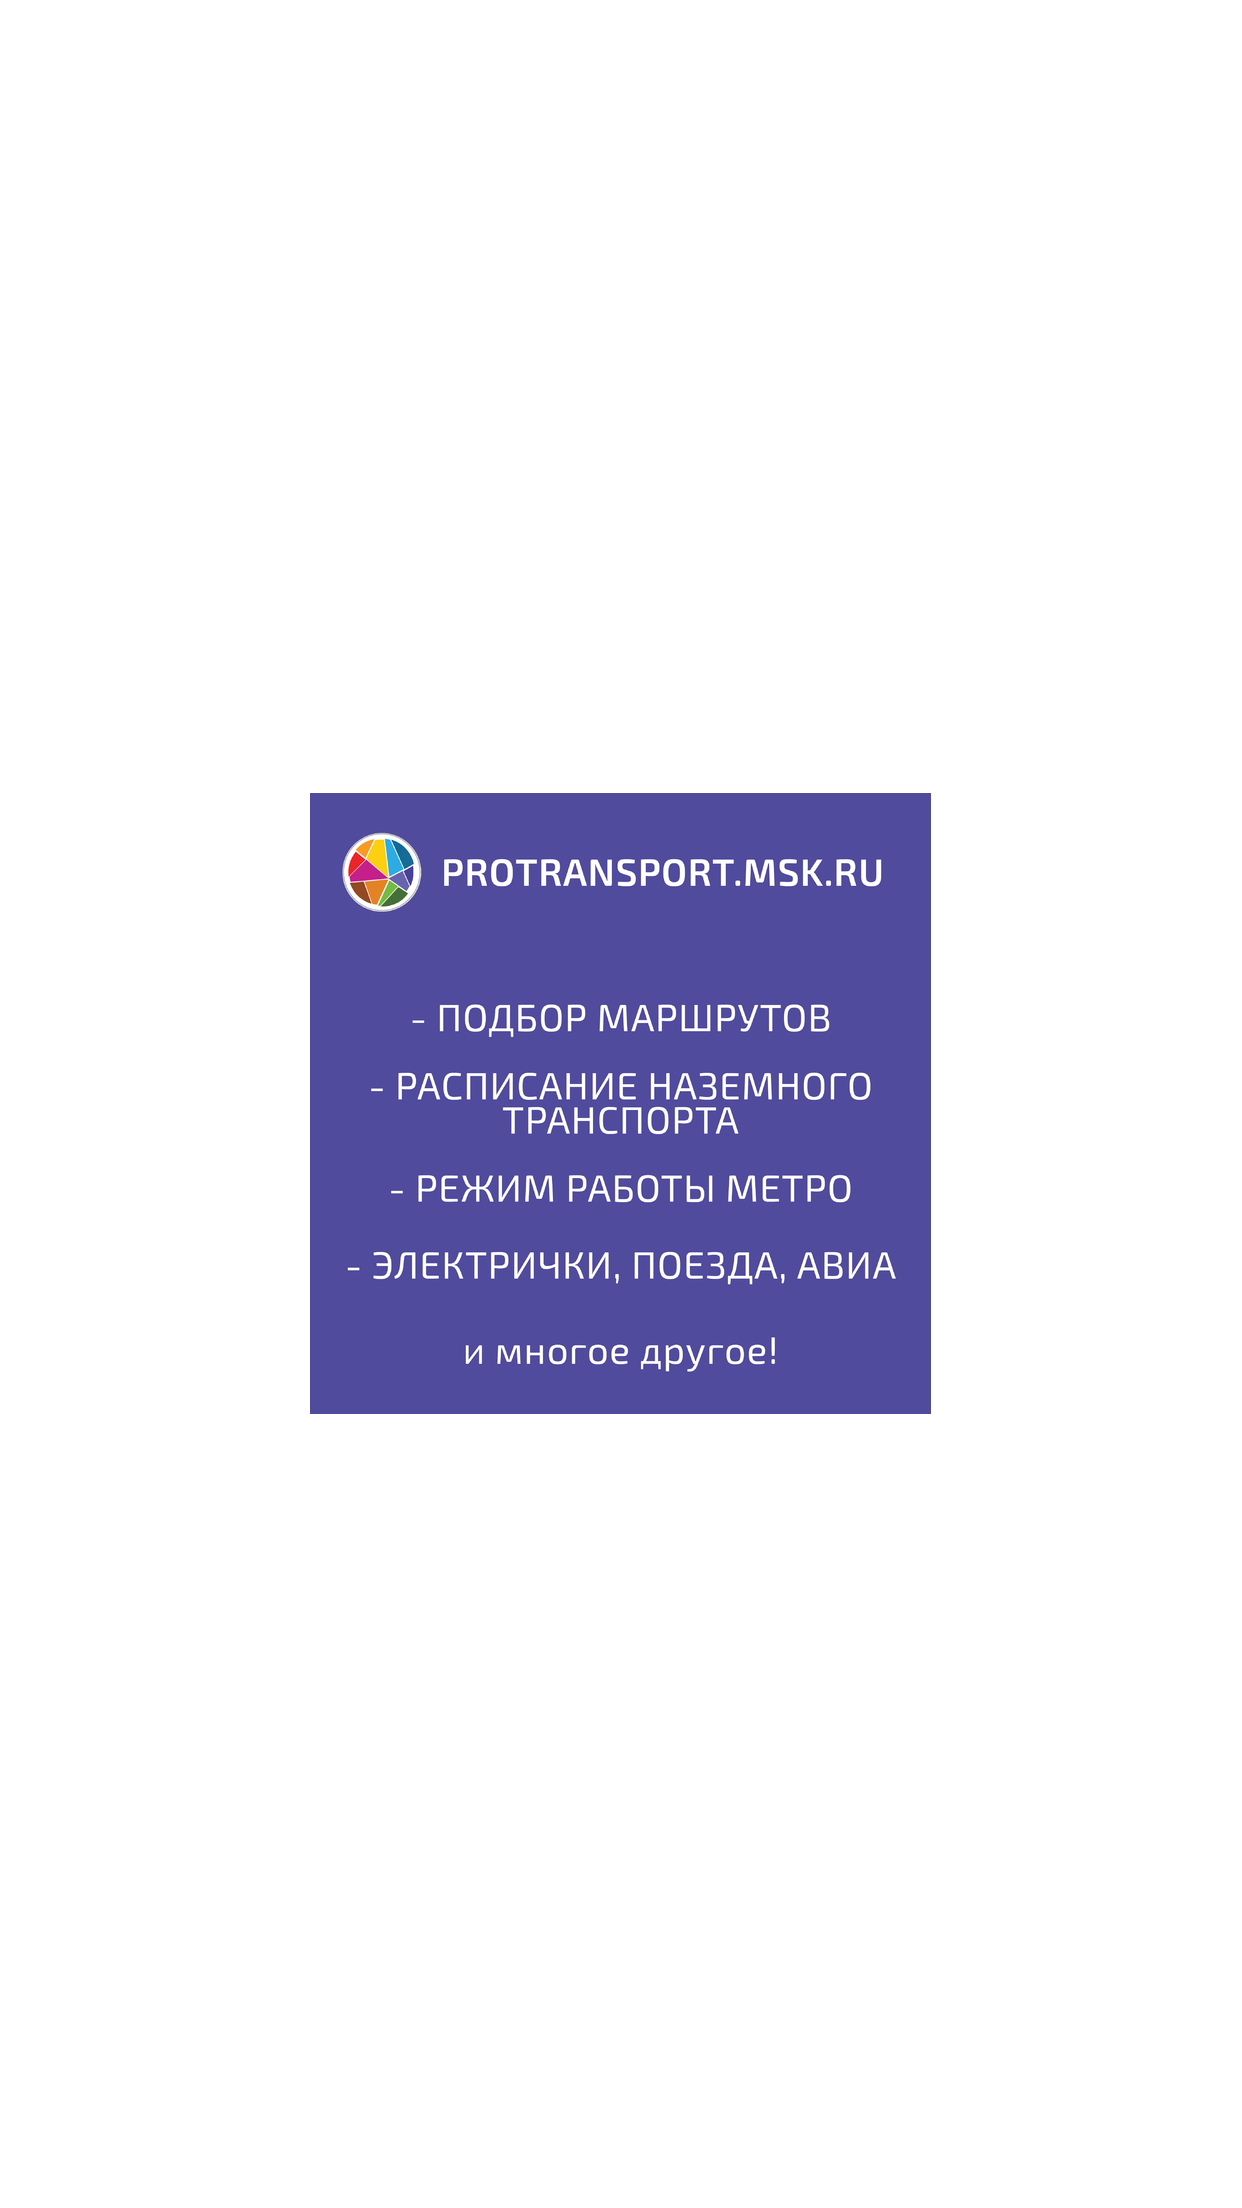 PROTRANSPORT.MSK.RU
- ПОДБОР МАРШРУТОВ
- РАСПИСАНИЕ НАЗЕМНОГО
ТРАНСПОРТА
- РЕЖИМ РАБОТЫ МЕТРО
- ЭЛЕКТРИЧКИ, ПОЕЗДА, АВИА
и многое другое!